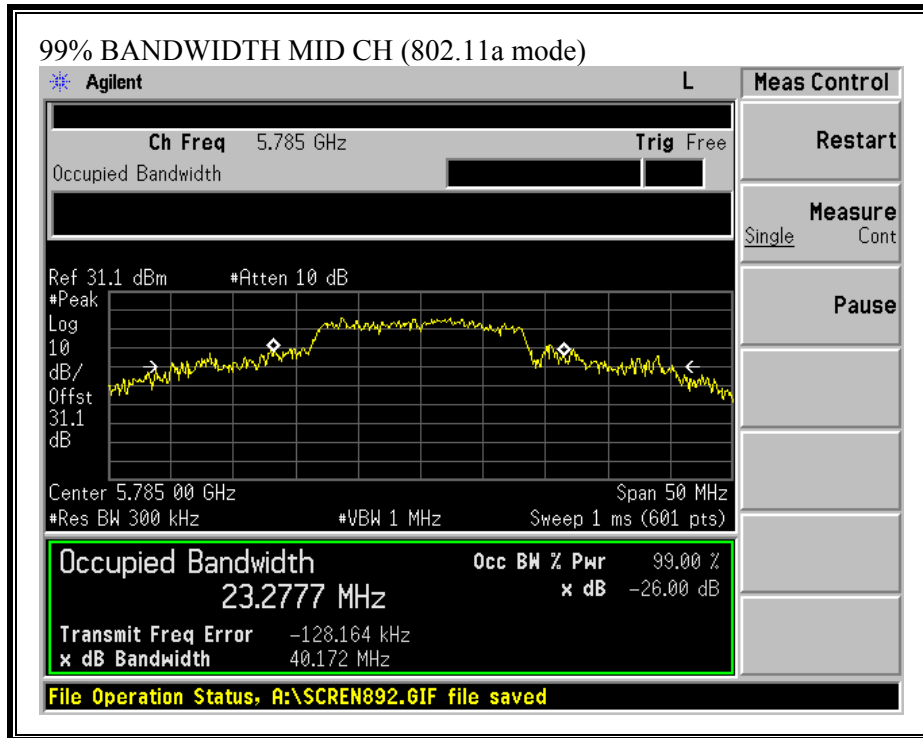 99% BANDWIDTH MID CH (802.11a mode)
Agilent L Meas Control
Ch Freq 5.785 GHz Trig Free
Occupied Bandwidth
Restart
Measure
Single Cont
Pause
Ref 31.1 dBm #Atten 10 dB
#Peak
Log
10
dB/
Offst
31.1
dB
Center 5.785 00 GHz Span 50 MHz
#Res BW 300 kHz #VBW 1 MHz Sweep 1 ms (601 pts)
Occupied Bandwidth Occ BW % Pwr 99.00 %
23.2777 MHz x dB -26.00 dB
Transmit Freq Error -128.164 kHz
x dB Bandwidth 40.172 MHz
File Operation Status, A:\SCREN892.GIF file saved